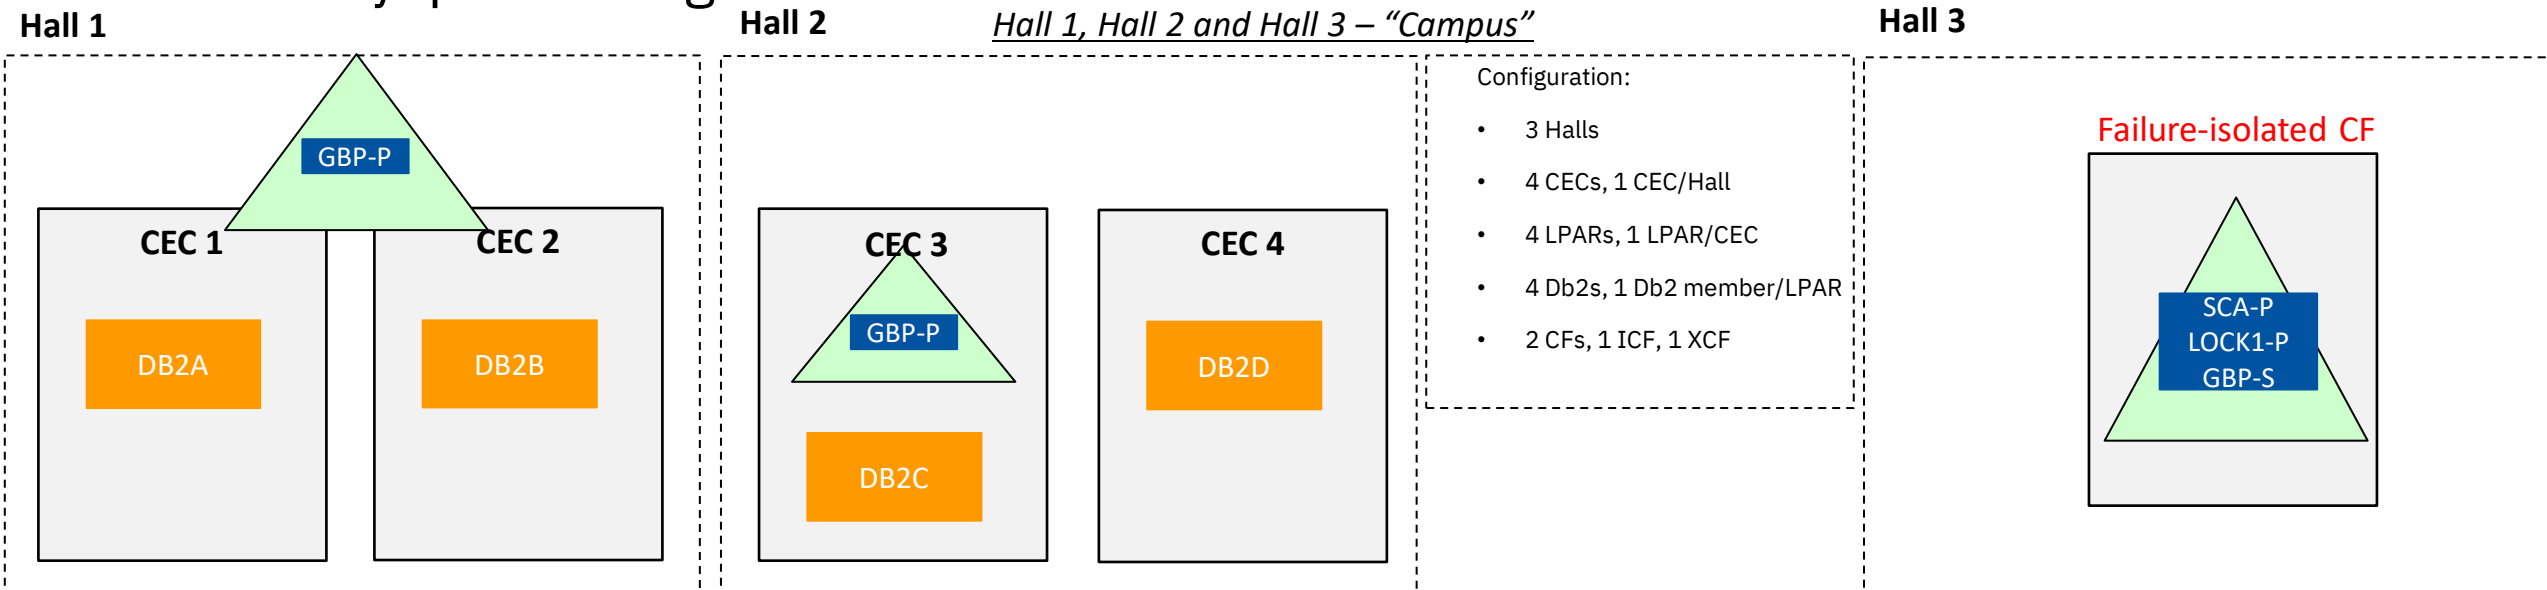 Hall 1
GBP-P
CEC 1
CEC 2
DB2A
DB2B
Hall 2
Hall 1, Hall 2 and Hall 3 – “Campus”
CEC 3
GBP-P
DB2C
CEC 4
DB2D
Configuration:
• 3 Halls
• 4 CECs, 1 CEC/Hall
• 4 LPARs, 1 LPAR/CEC
• 4 Db2s, 1 Db2 member/LPAR
• 2 CFs, 1 ICF, 1 XCF
Hall 3
Failure-isolated CF
SCA-P
LOCK1-P
GBP-S